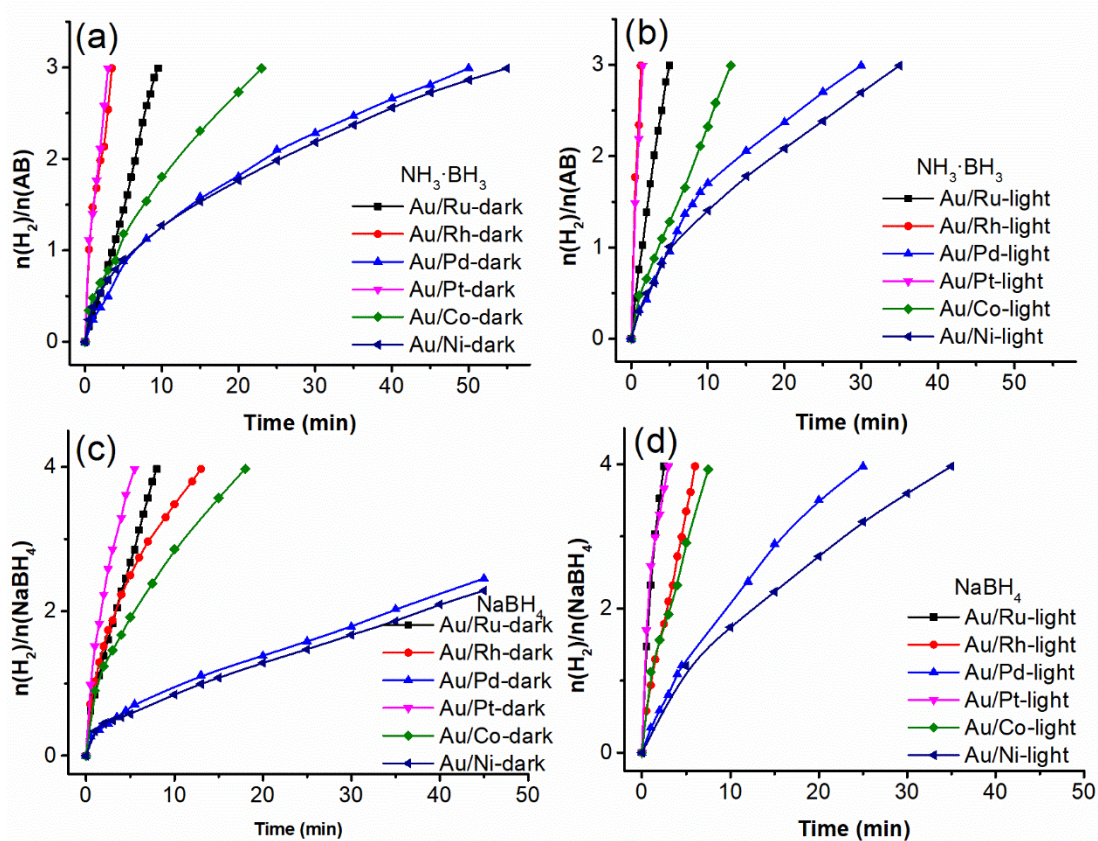 (a)
n(H₂)/n(AB)
3
2
1
0
NH₃·BH₃
Au/Ru-dark
Au/Rh-dark
Au/Pd-dark
Au/Pt-dark
Au/Co-dark
Au/Ni-dark
0 10 20 30 40 50
Time (min)
(b)
n(H₂)/n(AB)
3
2
1
0
NH₃·BH₃
Au/Ru-light
Au/Rh-light
Au/Pd-light
Au/Pt-light
Au/Co-light
Au/Ni-light
0 10 20 30 40 50
Time (min)
(c)
n(H₂)/n(NaBH₄)
4
2
0
NaBH₄
Au/Ru-dark
Au/Rh-dark
Au/Pd-dark
Au/Pt-dark
Au/Co-dark
Au/Ni-dark
0 10 20 30 40 50
Time (min)
(d)
n(H₂)/n(NaBH₄)
4
2
0
NaBH₄
Au/Ru-light
Au/Rh-light
Au/Pd-light
Au/Pt-light
Au/Co-light
Au/Ni-light
0 10 20 30 40 50
Time (min)